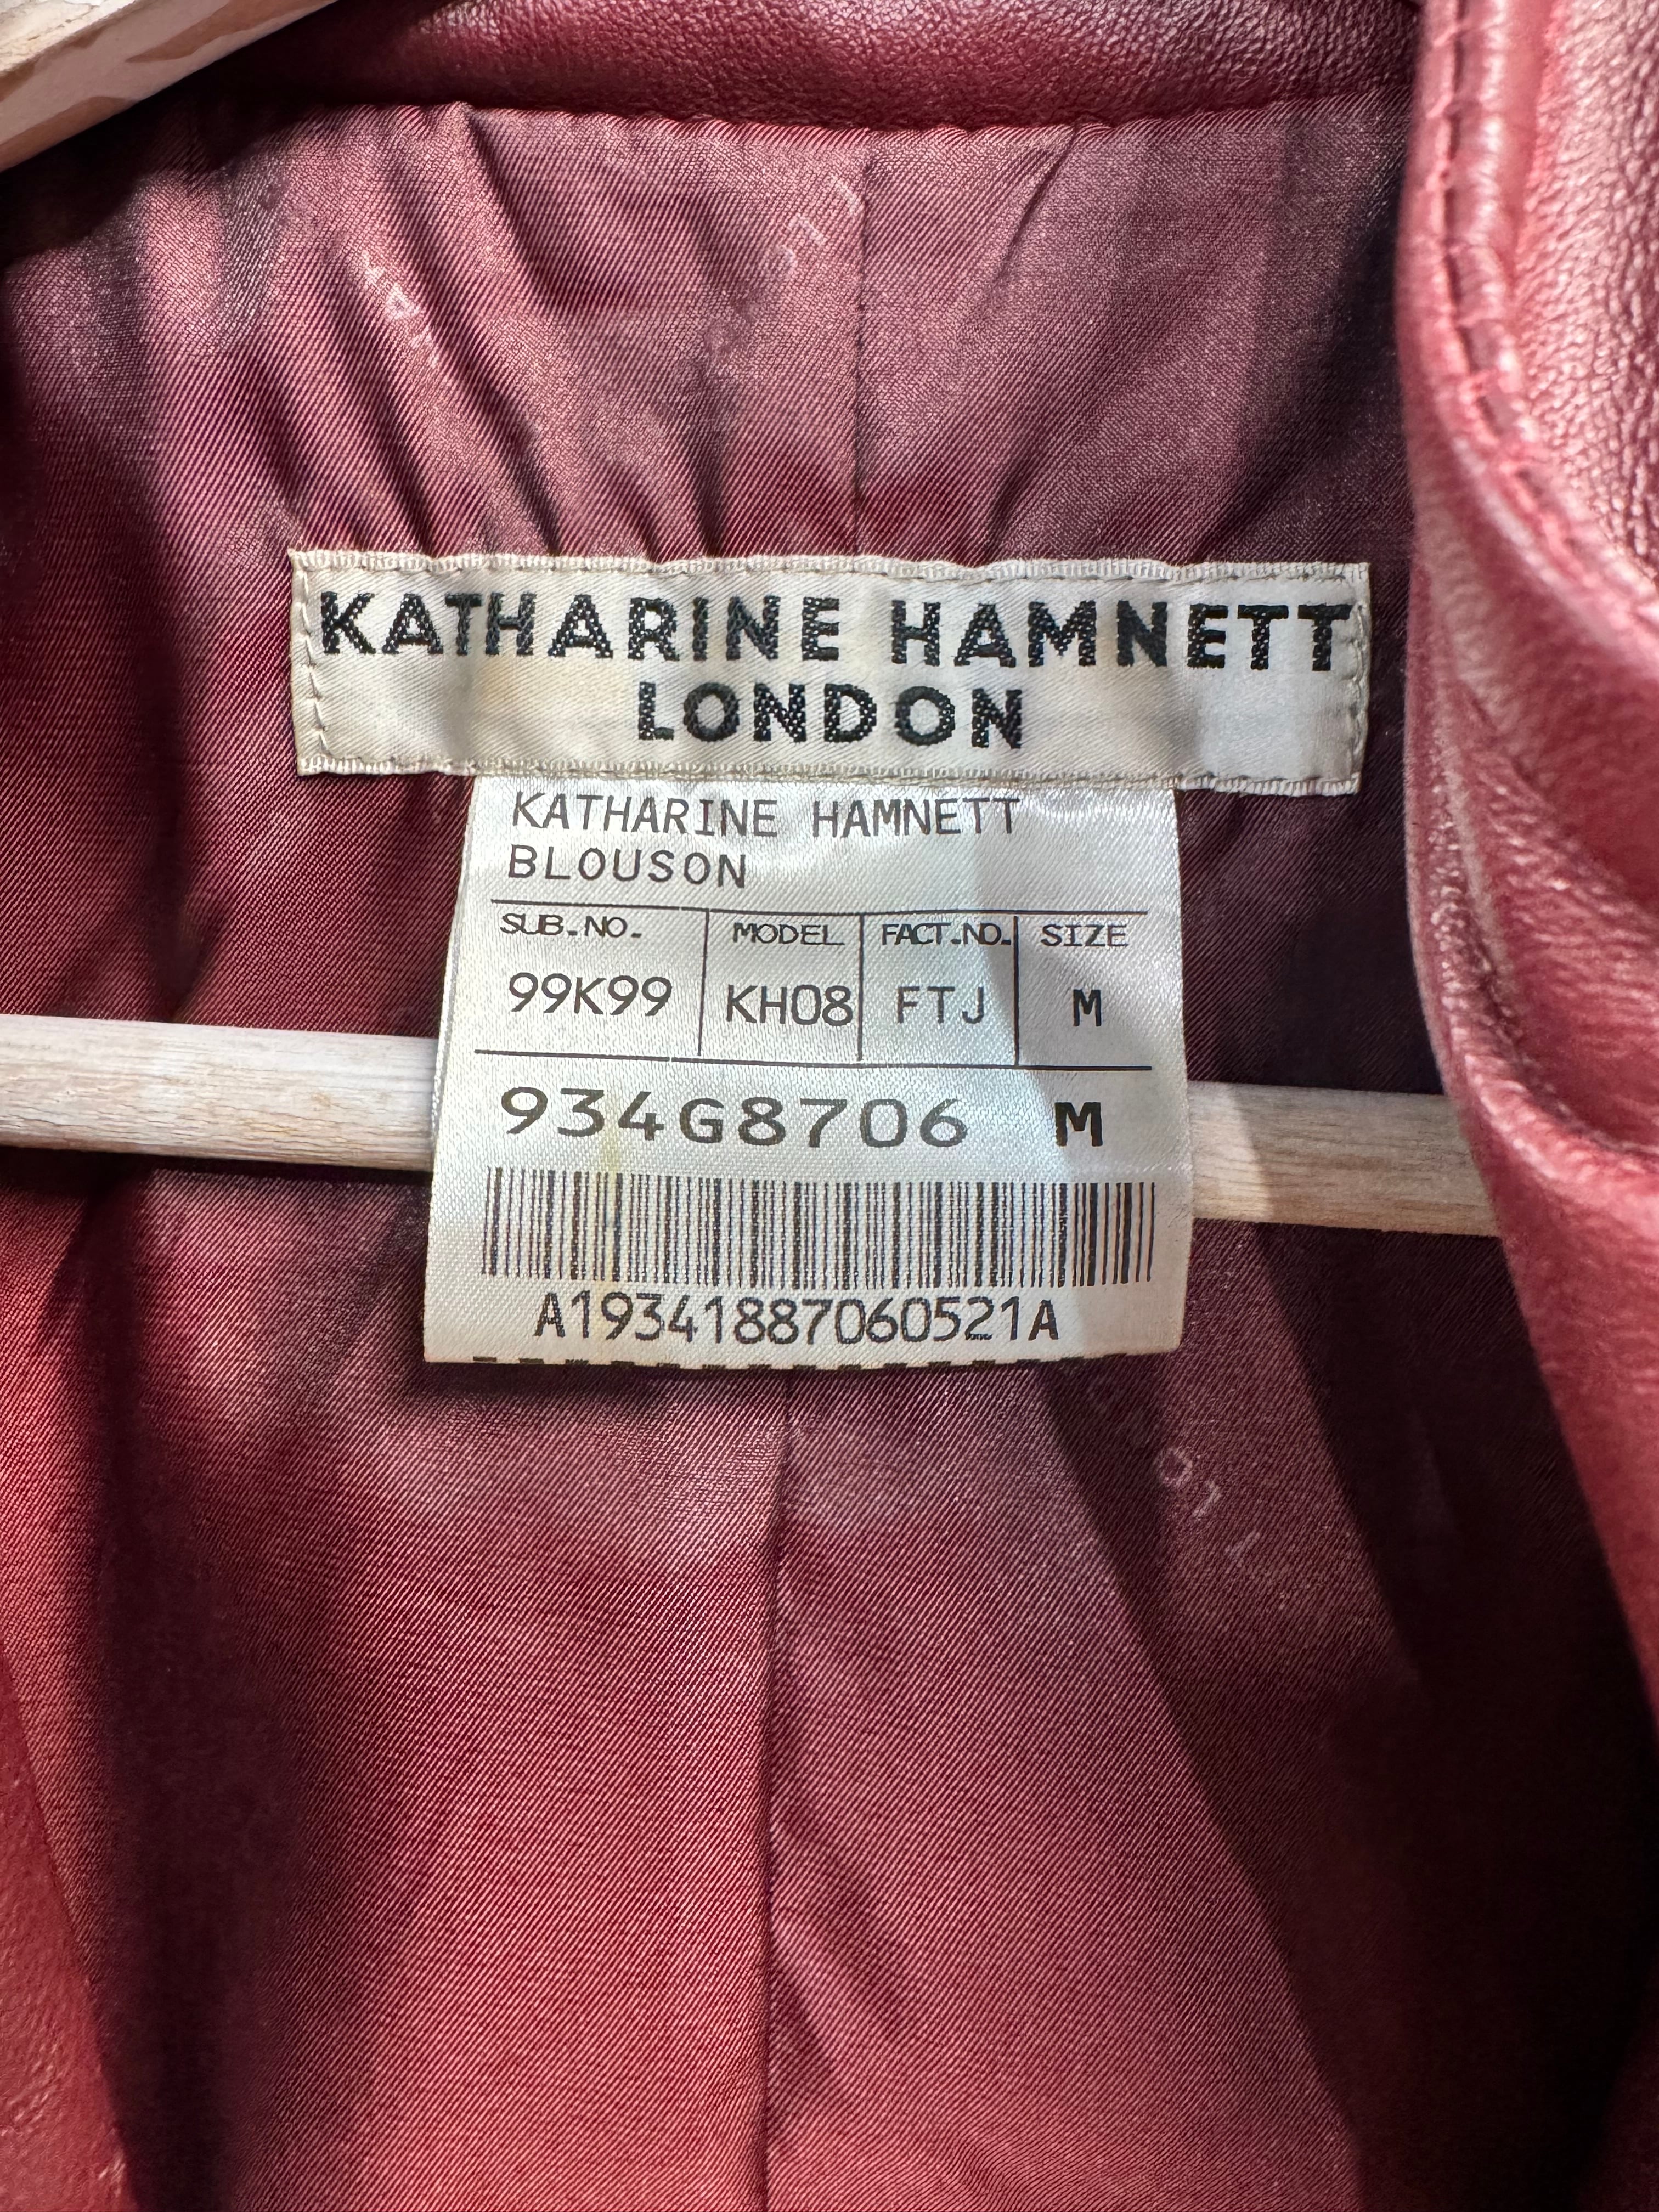 KATHARINE HAMNETT
LONDON
KATHARINE HAMNETT
BLOUSON
SUB.NO. MODEL FACT.NO. SIZE
99K99 KH08 FTJ M
934G8706 M
A19341887060521A